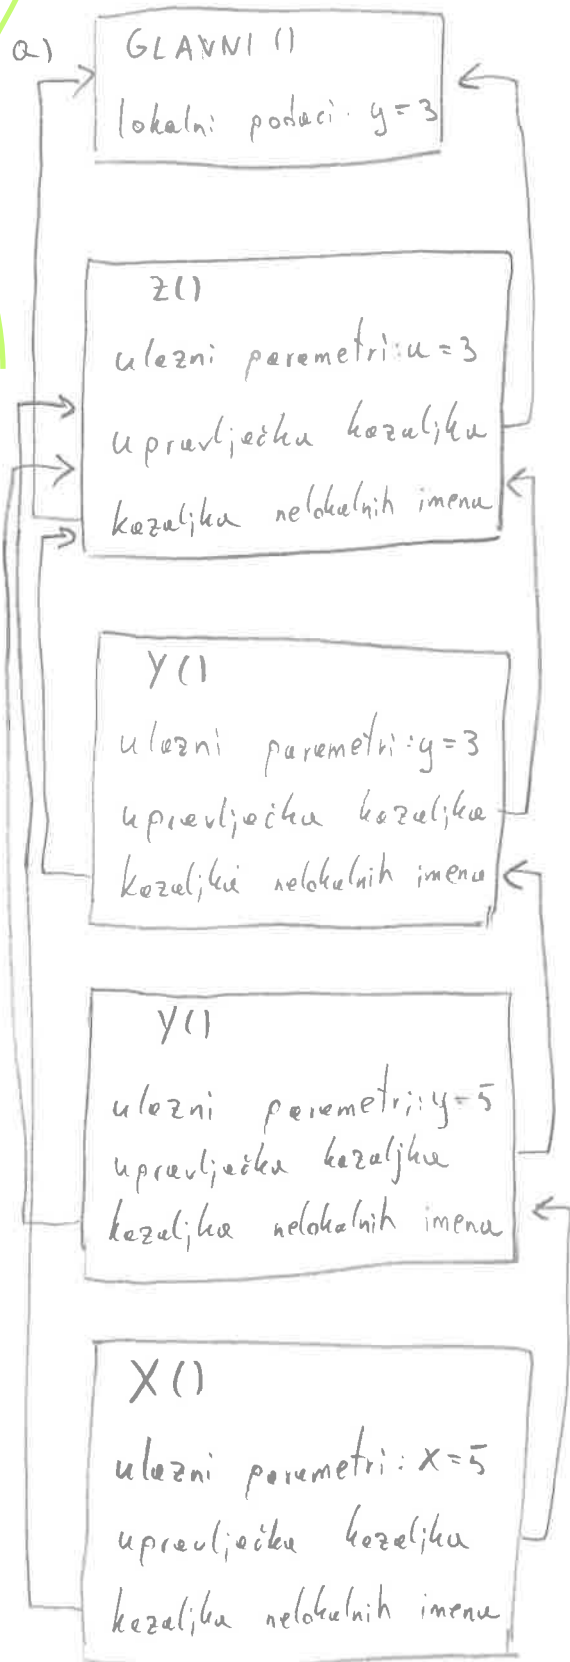 a)
GLAVNI ()
lokalni podaci: y = 3
Z()
ulazni parametri: u = 3
upravljačka kazaljka
kazaljka nelokalnih imena
Y()
ulazni parametri: y = 3
upravljačka kazaljka
kazaljka nelokalnih imena
Y()
ulazni parametri: y = 5
upravljačka kazaljka
kazaljka nelokalnih imena
X()
ulazni parametri: x = 5
upravljačka kazaljka
kazaljka nelokalnih imena